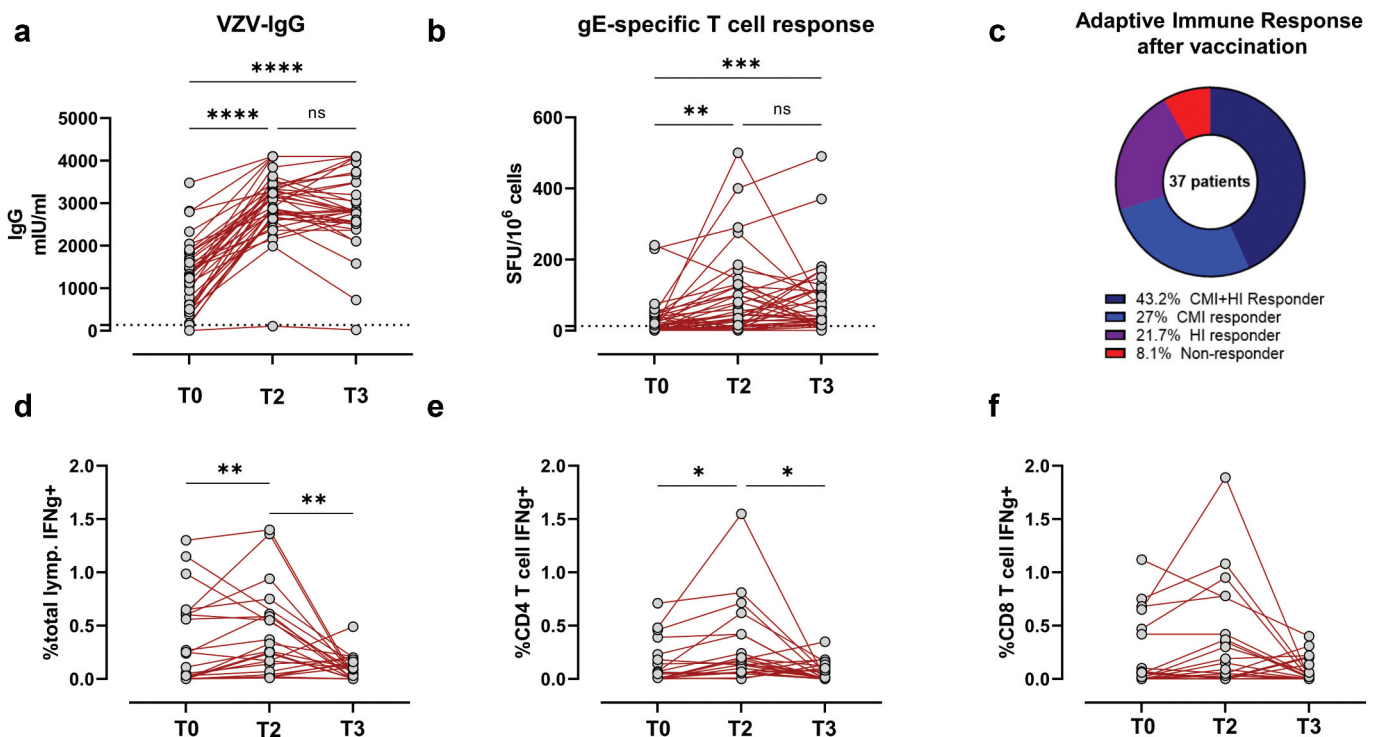 a
VZV-IgG
****
****
ns
IgG
mIU/ml
5000
4000
3000
2000
1000
0
T0
T2
T3
b
gE-specific T cell response
***
**
ns
SFU/10⁶ cells
600
400
200
0
T0
T2
T3
c
Adaptive Immune Response
after vaccination
37 patients
43.2% CMI+HI Responder
27% CMI responder
21.7% HI responder
8.1% Non-responder
d
**
**
%total lymp. IFNg+
2.0
1.5
1.0
0.5
0.0
T0
T2
T3
e
*
*
%CD4 T cell IFNg+
2.0
1.5
1.0
0.5
0.0
T0
T2
T3
f
%CD8 T cell IFNg+
2.0
1.5
1.0
0.5
0.0
T0
T2
T3